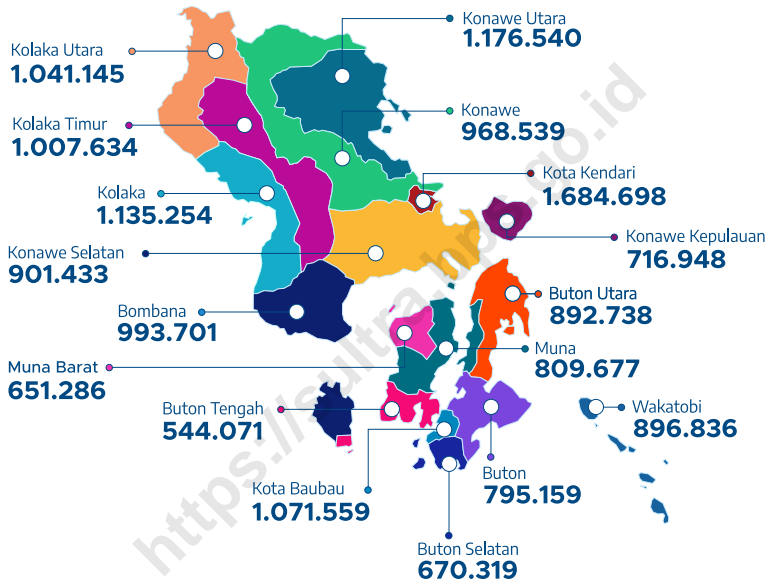 Konawe Utara
1.176.540
Kolaka Utara
1.041.145
Konawe
968.539
Kolaka Timur
1.007.634
Kota Kendari
1.684.698
Kolaka
1.135.254
Konawe Kepulauan
716.948
Konawe Selatan
901.433
Buton Utara
892.738
Bombana
993.701
Muna
809.677
Muna Barat
651.286
Wakatobi
896.836
Buton Tengah
544.071
Buton
795.159
Kota Baubau
1.071.559
Buton Selatan
670.319
https://sultra.bps.go.id